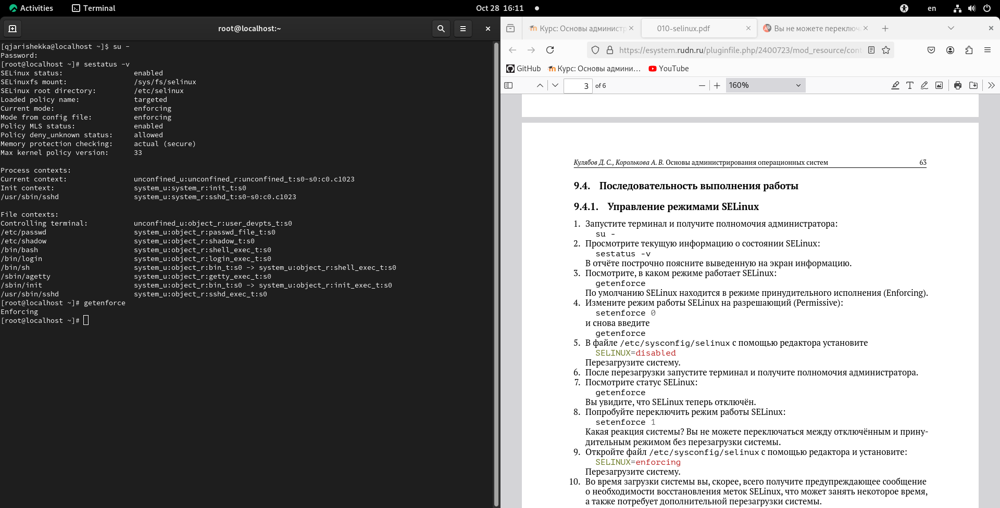 Activities
Terminal
Oct 28 16:11
en
root@localhost:~
[qjarishekka@localhost ~]$ su -
Password:
[root@localhost ~]# sestatus -v
SELinux status: enabled
SELinuxfs mount: /sys/fs/selinux
SELinux root directory: /etc/selinux
Loaded policy name: targeted
Current mode: enforcing
Mode from config file: enforcing
Policy MLS status: enabled
Policy deny_unknown status: allowed
Memory protection checking: actual (secure)
Max kernel policy version: 33
Process contexts:
Current context: unconfined_u:unconfined_r:unconfined_t:s0-s0:c0.c1023
Init context: system_u:system_r:init_t:s0
/usr/sbin/sshd system_u:system_r:sshd_t:s0-s0:c0.c1023
File contexts:
Controlling terminal: unconfined_u:object_r:user_devpts_t:s0
/etc/passwd system_u:object_r:passwd_file_t:s0
/etc/shadow system_u:object_r:shadow_t:s0
/bin/bash system_u:object_r:shell_exec_t:s0
/bin/login system_u:object_r:login_exec_t:s0
/bin/sh system_u:object_r:bin_t:s0 -> system_u:object_r:shell_exec_t:s0
/sbin/agetty system_u:object_r:getty_exec_t:s0
/sbin/init system_u:object_r:bin_t:s0 -> system_u:object_r:init_exec_t:s0
/usr/sbin/sshd system_u:object_r:sshd_exec_t:s0
[root@localhost ~]# getenforce
Enforcing
[root@localhost ~]#
Курс: Основы администр
010-selinux.pdf
Вы не можете переключ
https://esystem.rudn.ru/pluginfile.php/2400723/mod_resource/cont
GitHub
Курс: Основы админи…
YouTube
3 of 6
160%
Кулябов Д. С., Королькова А. В. Основы администрирования операционных систем 63
9.4. Последовательность выполнения работы
9.4.1. Управление режимами SELinux
1. Запустите терминал и получите полномочия администратора:
su -
2. Просмотрите текущую информацию о состоянии SELinux:
sestatus -v
В отчёте построчно поясните выведенную на экран информацию.
3. Посмотрите, в каком режиме работает SELinux:
getenforce
По умолчанию SELinux находится в режиме принудительного исполнения (Enforcing).
4. Измените режим работы SELinux на разрешающий (Permissive):
setenforce 0
и снова введите
getenforce
5. В файле /etc/sysconfig/selinux с помощью редактора установите
SELINUX=disabled
Перезагрузите систему.
6. После перезагрузки запустите терминал и получите полномочия администратора.
7. Посмотрите статус SELinux:
getenforce
Вы увидите, что SELinux теперь отключён.
8. Попробуйте переключить режим работы SELinux:
setenforce 1
Какая реакция системы? Вы не можете переключаться между отключённым и прину-
дительным режимом без перезагрузки системы.
9. Откройте файл /etc/sysconfig/selinux с помощью редактора и установите:
SELINUX=enforcing
Перезагрузите систему.
10. Во время загрузки системы вы, скорее, всего получите предупреждающее сообщение
о необходимости восстановления меток SELinux, что может занять некоторое время,
а также потребует дополнительной перезагрузки системы.